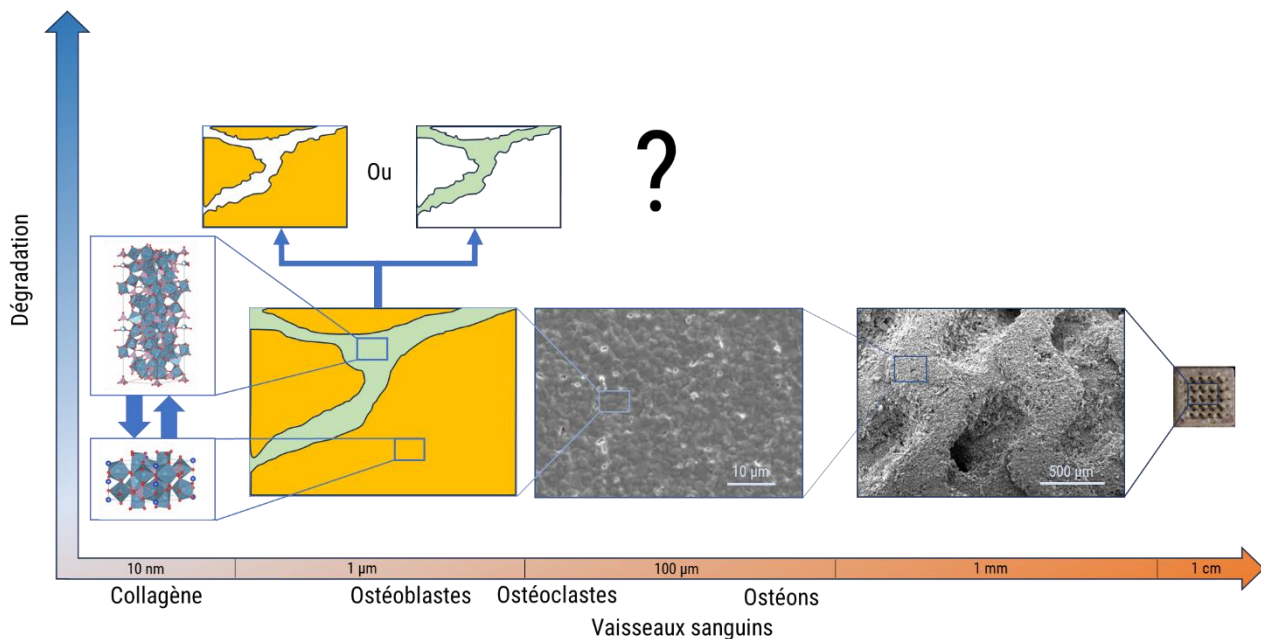 Dégradation
Ou
?
10 µm
500 µm
10 nm
1 µm
100 µm
1 mm
1 cm
Collagène
Ostéoblastes
Ostéoclastes
Ostéons
Vaisseaux sanguins